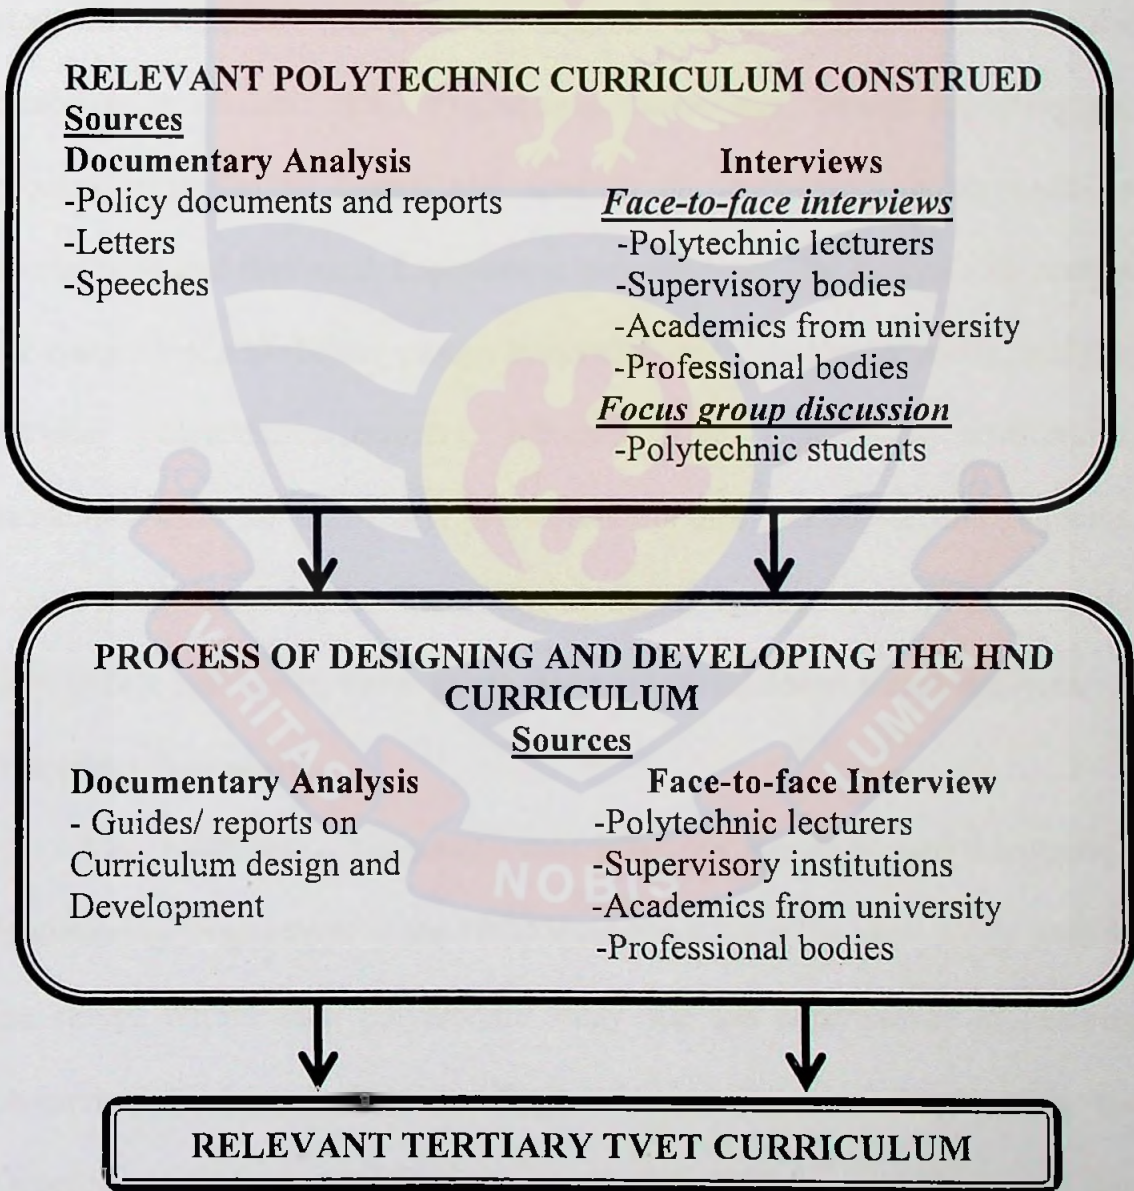 RELEVANT POLYTECHNIC CURRICULUM CONSTRUED
Sources
Documentary Analysis
-Policy documents and reports
-Letters
-Speeches
Interviews
Face-to-face interviews
-Polytechnic lecturers
-Supervisory bodies
-Academics from university
-Professional bodies
Focus group discussion
-Polytechnic students
PROCESS OF DESIGNING AND DEVELOPING THE HND
CURRICULUM
Sources
Documentary Analysis
- Guides/ reports on
Curriculum design and
Development
Face-to-face Interview
-Polytechnic lecturers
-Supervisory institutions
-Academics from university
-Professional bodies
VERITAS
NOBIS
LUMEN
RELEVANT TERTIARY TVET CURRICULUM